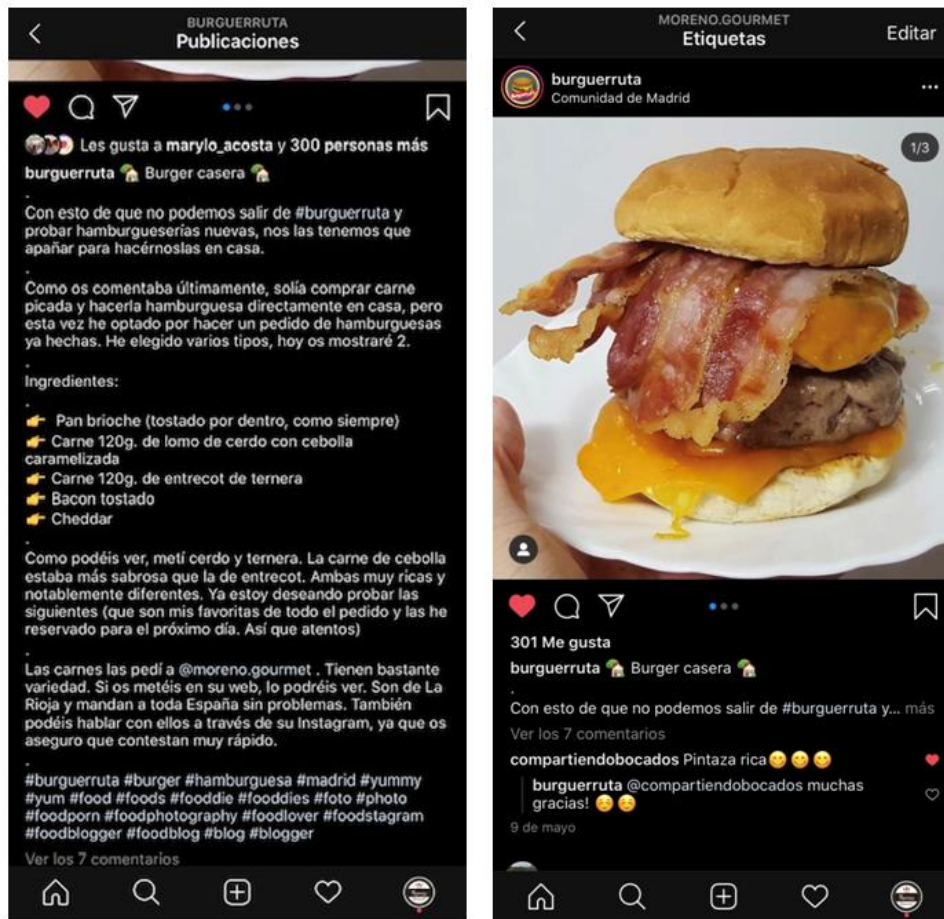 BURGUERRUTA
Publicaciones
Les gusta a marylo_acosta y 300 personas más
burguerruta 🏡 Burger casera 🏡
.
Con esto de que no podemos salir de #burguerruta y
probar hamburgueserías nuevas, nos las tenemos que
apañar para hacérnoslas en casa.
.
Como os comentaba últimamente, solía comprar carne
picada y hacerla hamburguesa directamente en casa, pero
esta vez he optado por hacer un pedido de hamburguesas
ya hechas. He elegido varios tipos, hoy os mostraré 2.
.
Ingredientes:
.
👉 Pan brioche (tostado por dentro, como siempre)
👉 Carne 120g. de lomo de cerdo con cebolla
caramelizada
👉 Carne 120g. de entrecot de ternera
👉 Bacon tostado
👉 Cheddar
.
Como podéis ver, metí cerdo y ternera. La carne de cebolla
estaba más sabrosa que la de entrecot. Ambas muy ricas y
notablemente diferentes. Ya estoy deseando probar las
siguientes (que son mis favoritas de todo el pedido y las he
reservado para el próximo día. Así que atentos)
.
Las carnes las pedí a @moreno.gourmet . Tienen bastante
variedad. Si os metéis en su web, lo podréis ver. Son de La
Rioja y mandan a toda España sin problemas. También
podéis hablar con ellos a través de su Instagram, ya que os
aseguro que contestan muy rápido.
.
#burguerruta #burger #hamburguesa #madrid #yummy
#yum #food #foods #fooddie #fooddies #foto #photo
#foodporn #foodphotography #foodlover #foodstagram
#foodblogger #foodblog #blog #blogger
Ver los 7 comentarios
MORENO.GOURMET
Etiquetas
Editar
burguerruta
Comunidad de Madrid
1/3
301 Me gusta
burguerruta 🏡 Burger casera 🏡
.
Con esto de que no podemos salir de #burguerruta y... más
Ver los 7 comentarios
compartiendobocados Pintaza rica😋😋😋
burguerruta @compartiendobocados muchas
gracias! ☺️☺️
9 de mayo